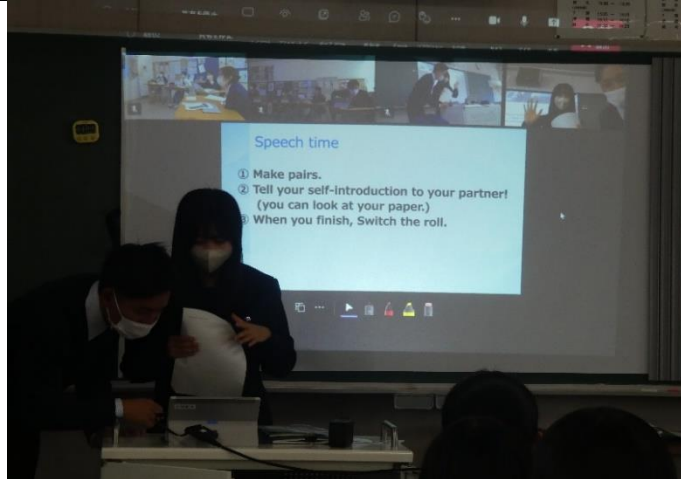 Speech time
① Make pairs.
② Tell your self-introduction to your partner!
(you can look at your paper.)
③ When you finish, Switch the roll.